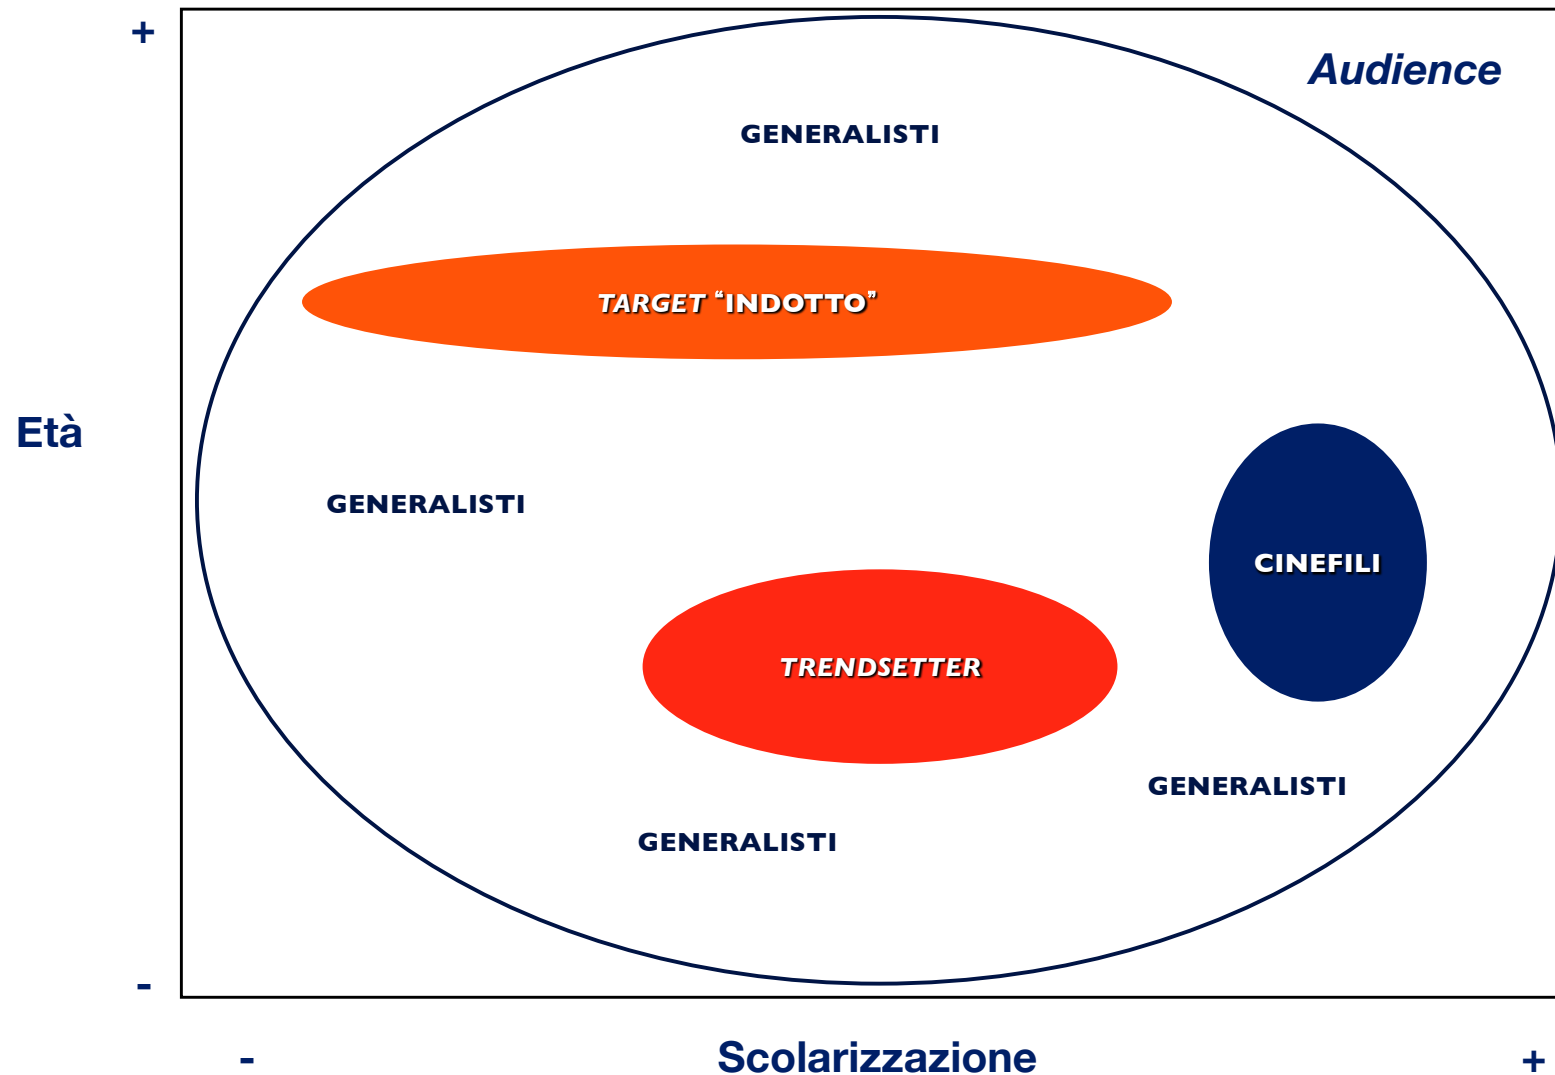 +
Audience
GENERALISTI
TARGET “INDOTTO”
Età
GENERALISTI
CINEFILI
TRENDSETTER
GENERALISTI
GENERALISTI
-
- Scolarizzazione +